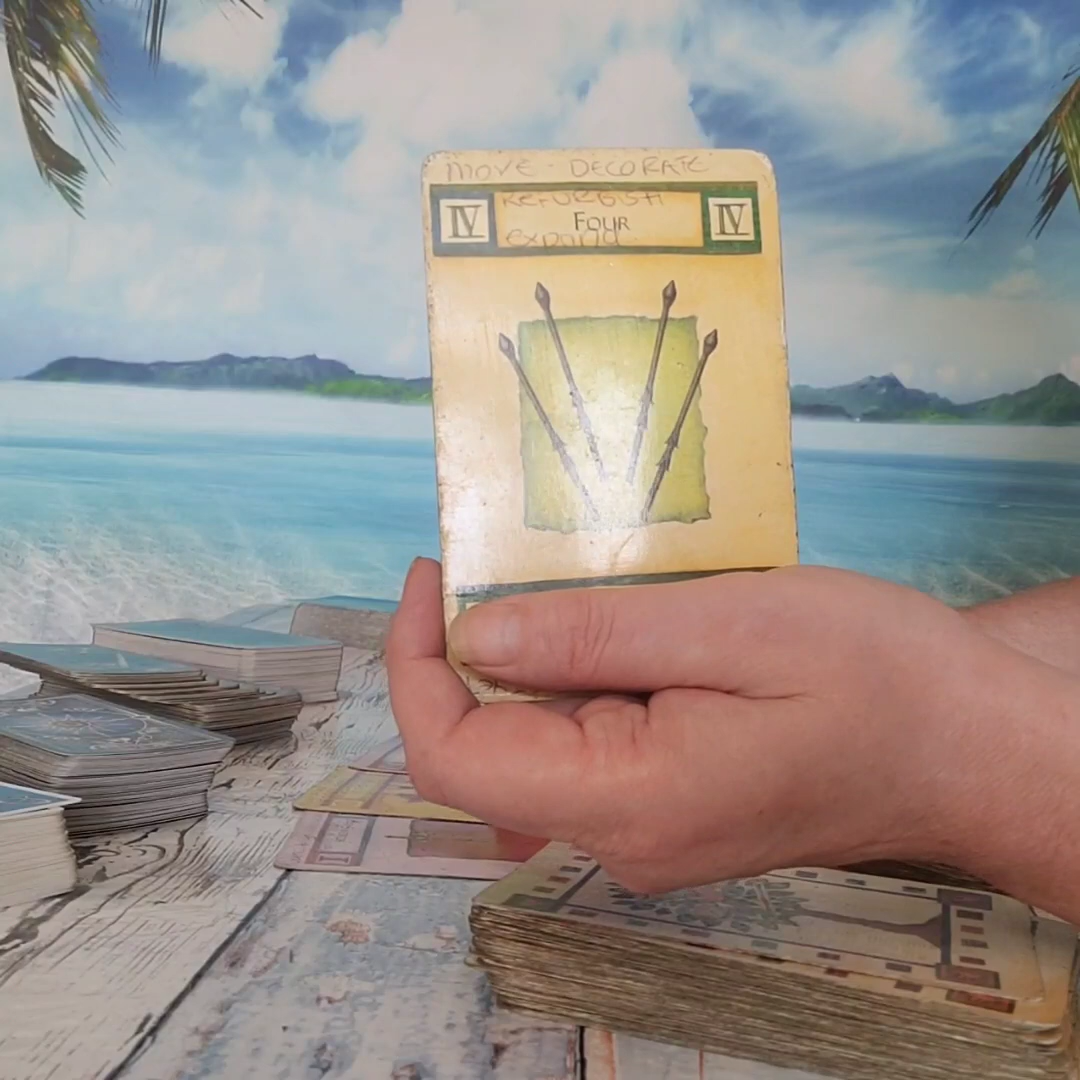 MOVE - DECORATE
REFURBISH
IV FOUR IV
expand
I